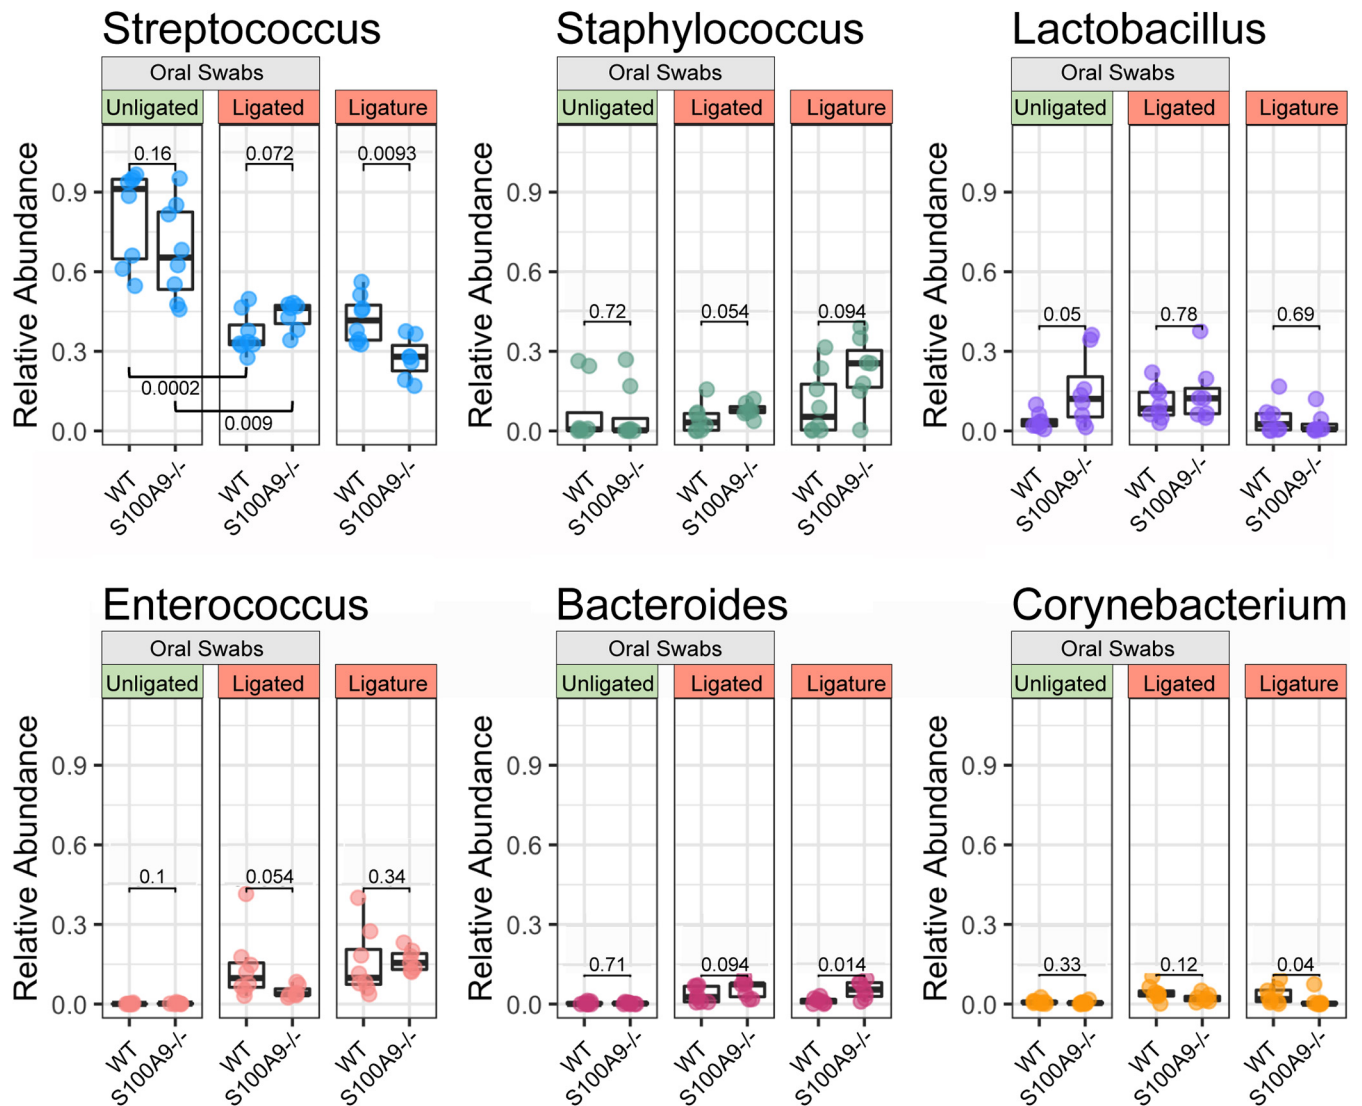 Streptococcus Staphylococcus Lactobacillus
Oral Swabs Oral Swabs Oral Swabs
Unligated Ligated Ligature Unligated Ligated Ligature Unligated Ligated Ligature
Relative Abundance Relative Abundance Relative Abundance
0.9 0.9 0.9
0.6 0.6 0.6
0.3 0.3 0.3
0.0 0.0 0.0
0.16 0.072 0.0093
0.0002
0.009
0.72 0.054 0.094
0.05 0.78 0.69
WT S100A9-/- WT S100A9-/- WT S100A9-/- WT S100A9-/- WT S100A9-/- WT S100A9-/- WT S100A9-/- WT S100A9-/- WT S100A9-/-
Enterococcus Bacteroides Corynebacterium
Oral Swabs Oral Swabs Oral Swabs
Unligated Ligated Ligature Unligated Ligated Ligature Unligated Ligated Ligature
Relative Abundance Relative Abundance Relative Abundance
0.9 0.9 0.9
0.6 0.6 0.6
0.3 0.3 0.3
0.0 0.0 0.0
0.1 0.054 0.34
0.71 0.094 0.014
0.33 0.12 0.04
WT S100A9-/- WT S100A9-/- WT S100A9-/- WT S100A9-/- WT S100A9-/- WT S100A9-/- WT S100A9-/- WT S100A9-/- WT S100A9-/-